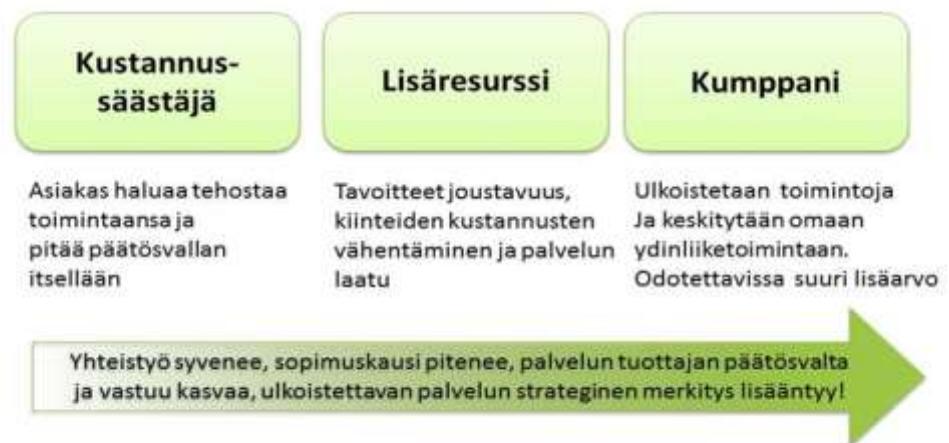 Kustannus-
säästäjä
Lisäresurssi
Kumppani
Asiakas haluaa tehostaa
toimintaansa ja
pitää päätösvallan
itsellään
Tavoitteet joustavuus,
kiinteiden kustannusten
vähentäminen ja palvelun
laatu
Ulkoistetaan toimintoja
Ja keskitytään omaan
ydinliiketoimintaan.
Odotettavissa suuri lisäarvo
Yhteistyö syvenee, sopimuskausi pitenee, palvelun tuottajan päätösvalta
ja vastuu kasvaa, ulkoistettavan palvelun strateginen merkitys lisääntyy!